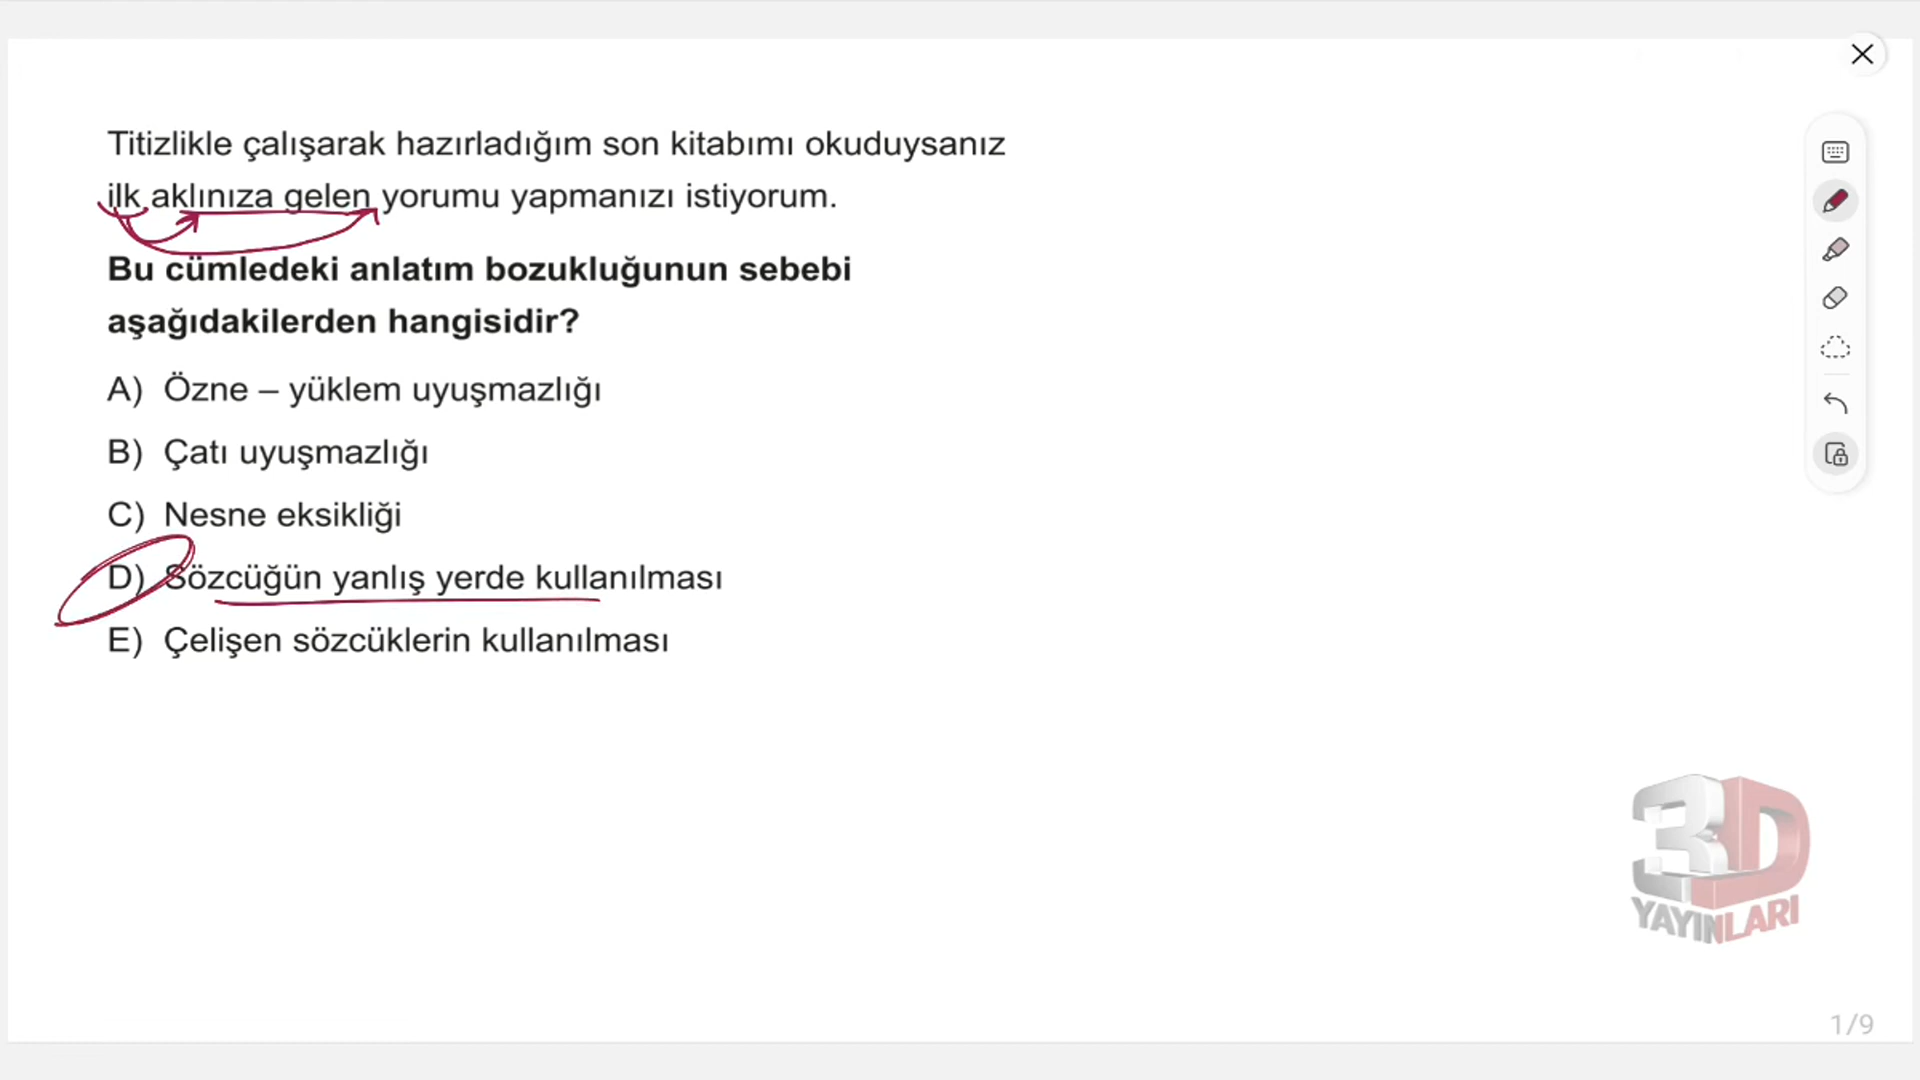 Titizlikle çalışarak hazırladığım son kitabımı okuduysanız
ilk aklınıza gelen yorumu yapmanızı istiyorum.
Bu cümledeki anlatım bozukluğunun sebebi
aşağıdakilerden hangisidir?
A) Özne – yüklem uyuşmazlığı
B) Çatı uyuşmazlığı
C) Nesne eksikliği
D) Sözcüğün yanlış yerde kullanılması
E) Çelişen sözcüklerin kullanılması
3D
YAYINLARI
1/9